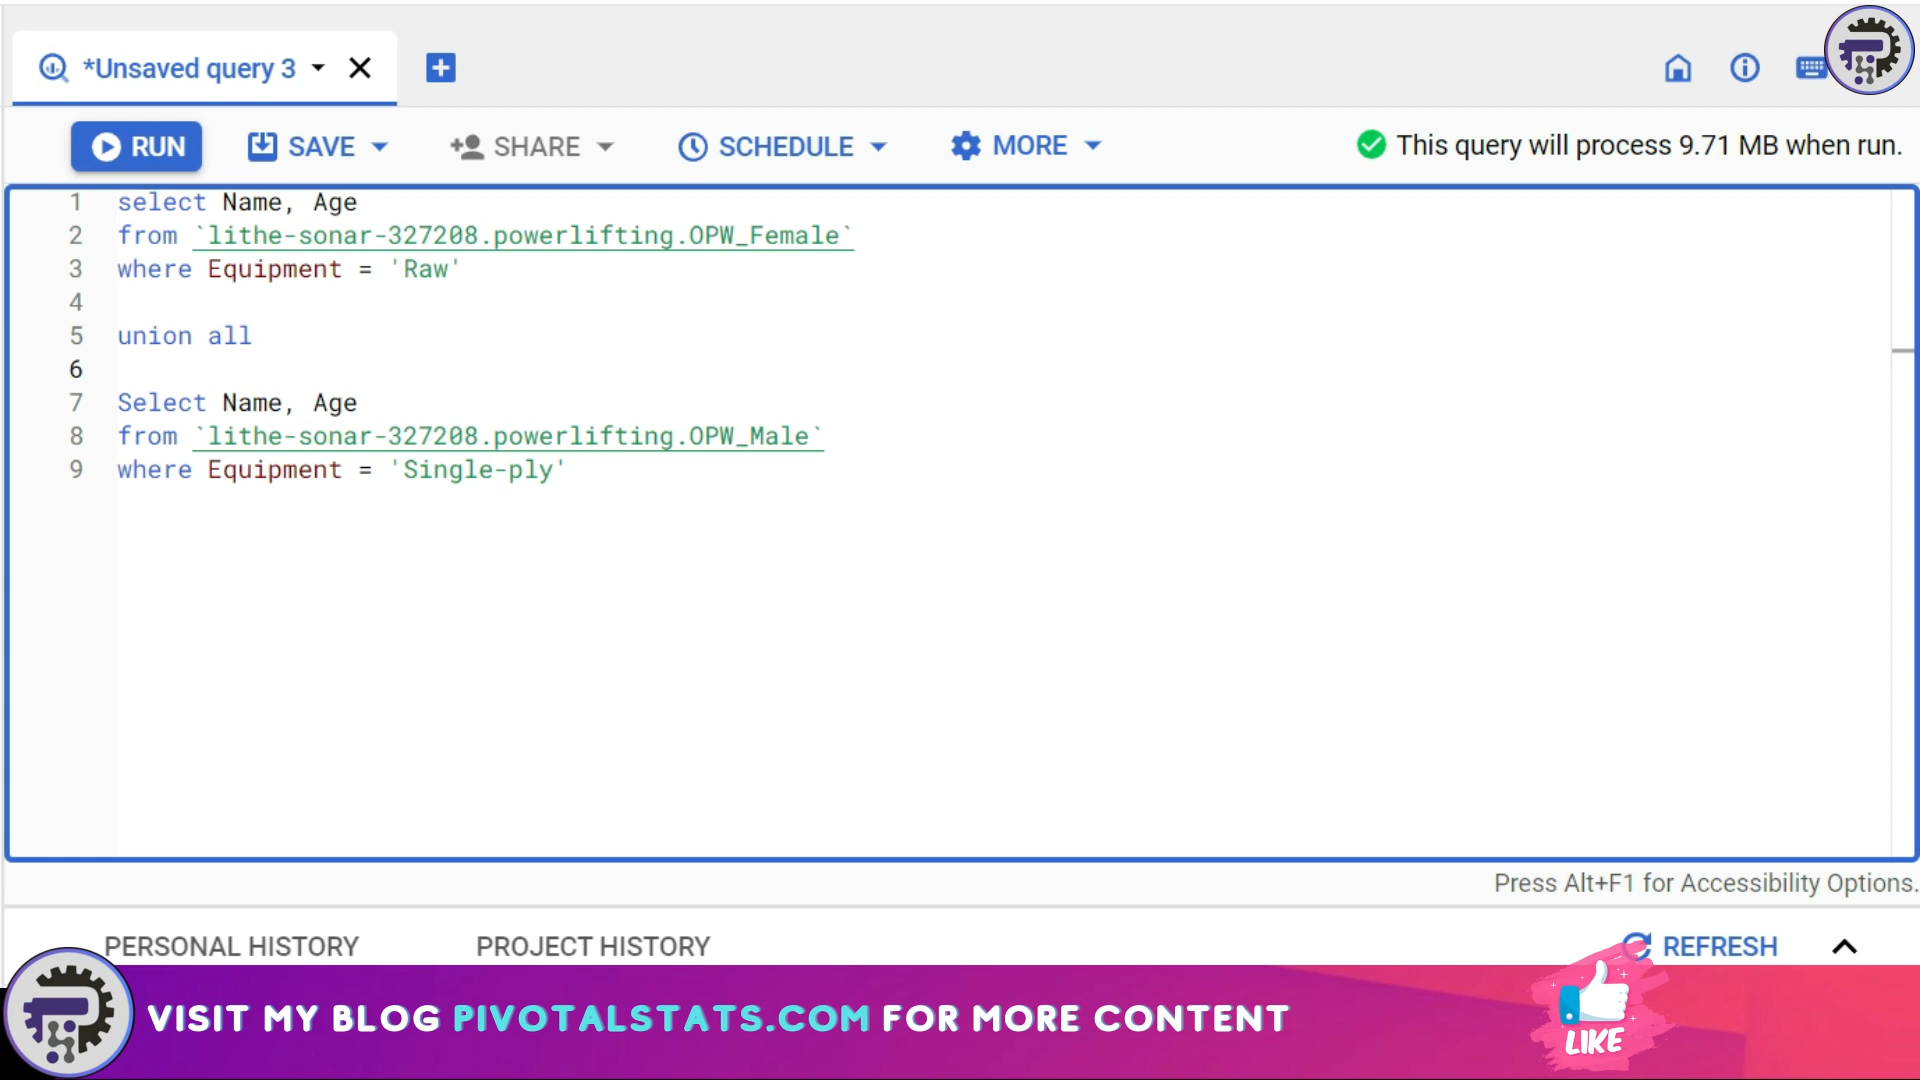 *Unsaved query 3
RUN SAVE SHARE SCHEDULE MORE This query will process 9.71 MB when run.
1 select Name, Age
2 from `lithe-sonar-327208.powerlifting.OPW_Female`
3 where Equipment = 'Raw'
4
5 union all
6
7 Select Name, Age
8 from `lithe-sonar-327208.powerlifting.OPW_Male`
9 where Equipment = 'Single-ply'
Press Alt+F1 for Accessibility Options.
PERSONAL HISTORY PROJECT HISTORY REFRESH
VISIT MY BLOG PIVOTALSTATS.COM FOR MORE CONTENT
LIKE